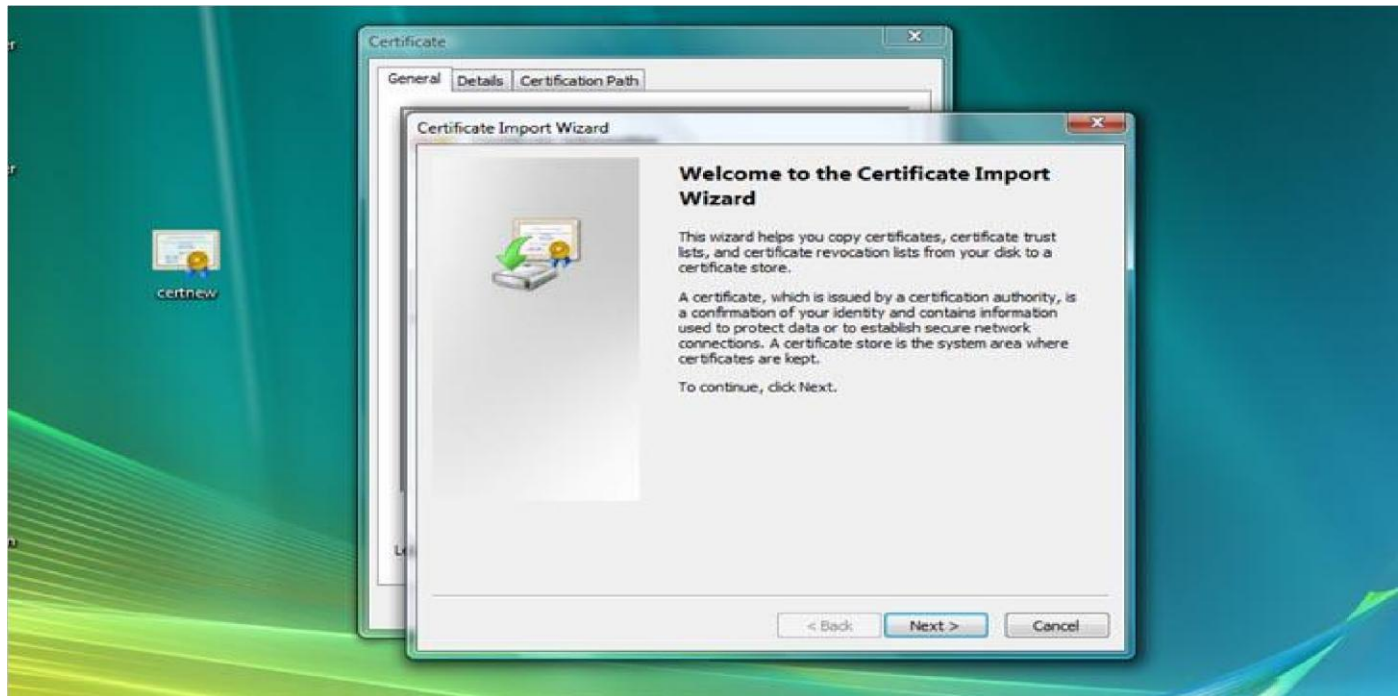 Certificate
General Details Certification Path
Certificate Import Wizard
Welcome to the Certificate Import
Wizard
This wizard helps you copy certificates, certificate trust
lists, and certificate revocation lists from your disk to a
certificate store.
A certificate, which is issued by a certification authority, is
a confirmation of your identity and contains information
used to protect data or to establish secure network
connections. A certificate store is the system area where
certificates are kept.
To continue, click Next.
certnew
< Back Next > Cancel